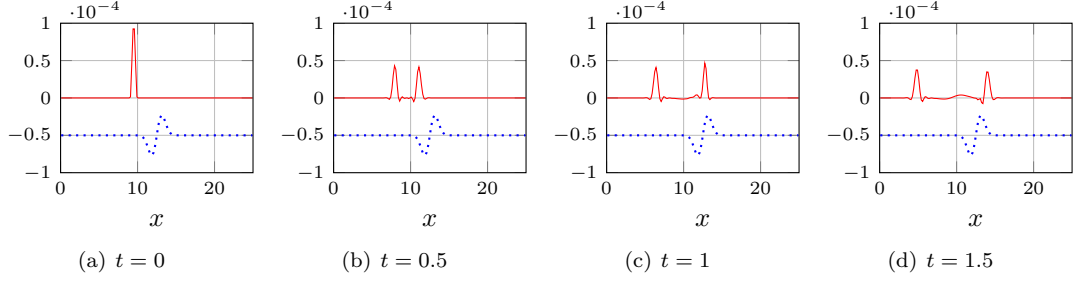 ·10−4 ·10−4 ·10−4 ·10−4
1 1 1 1
0.5 0.5 0.5 0.5
0 0 0 0
−0.5 −0.5 −0.5 −0.5
−1 −1 −1 −1
0 10 20 0 10 20 0 10 20 0 10 20
x x x x
(a) t = 0 (b) t = 0.5 (c) t = 1 (d) t = 1.5